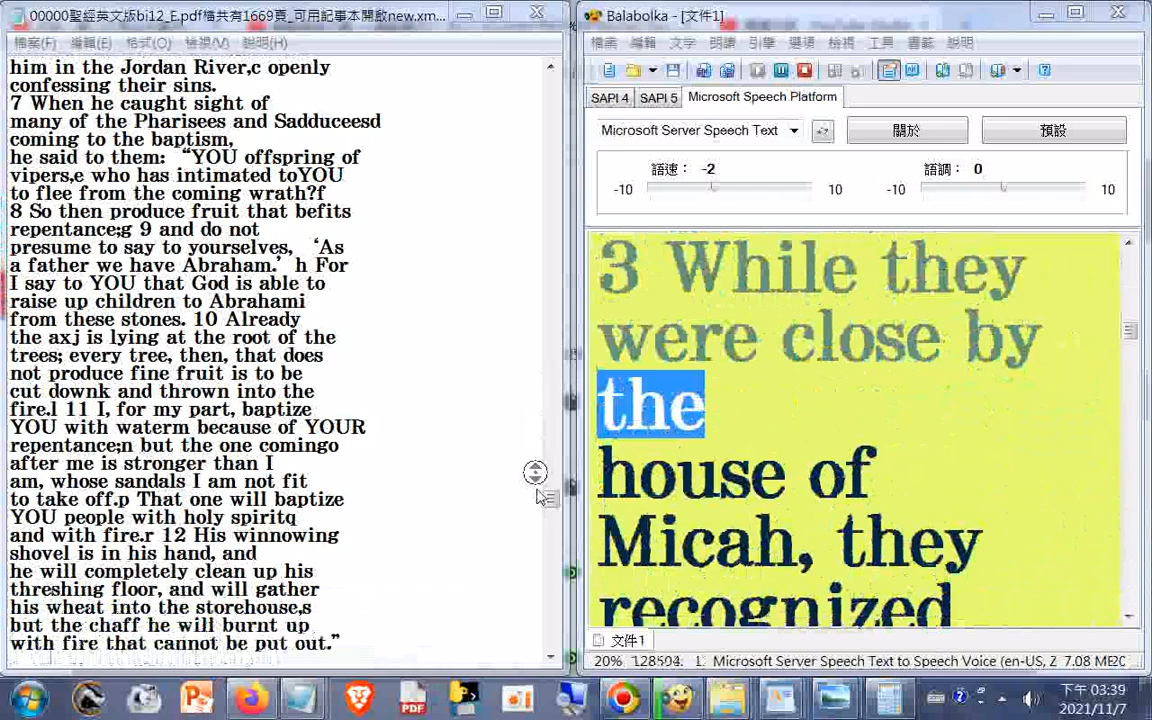 00000聖經英文版bi12_E.pdf檔共有1669頁_可用記事本開啟new.xm...
檔案(F) 編輯(E) 格式(O) 檢視(V) 說明(H)
him in the Jordan River,c openly
confessing their sins.
7 When he caught sight of
many of the Pharisees and Sadduceesd
coming to the baptism,
he said to them: “YOU offspring of
vipers,e who has intimated toYOU
to flee from the coming wrath?f
8 So then produce fruit that befits
repentance;g 9 and do not
presume to say to yourselves, ‘As
a father we have Abraham.’ h For
I say to YOU that God is able to
raise up children to Abrahami
from these stones. 10 Already
the axj is lying at the root of the
trees; every tree, then, that does
not produce fine fruit is to be
cut downk and thrown into the
fire.l 11 I, for my part, baptize
YOU with waterm because of YOUR
repentance;n but the one comingo
after me is stronger than I
am, whose sandals I am not fit
to take off.p That one will baptize
YOU people with holy spiritq
and with fire.r 12 His winnowing
shovel is in his hand, and
he will completely clean up his
threshing floor, and will gather
his wheat into the storehouse,s
but the chaff he will burnt up
with fire that cannot be put out.”
Balabolka - [文件1]
檔案 編輯 文字 朗讀 引擎 選項 檢視 工具 書籤 說明
SAPI 4 SAPI 5 Microsoft Speech Platform
Microsoft Server Speech Text 關於 預設
語速： -2 語調： 0
-10 10 -10 10
3 While they
were close by
the
house of
Micah, they
recognized
文件1
20% 128504. Microsoft Server Speech Text to Speech Voice (en-US, Z 7.08 ME
PDF
下午 03:39
2021/11/7